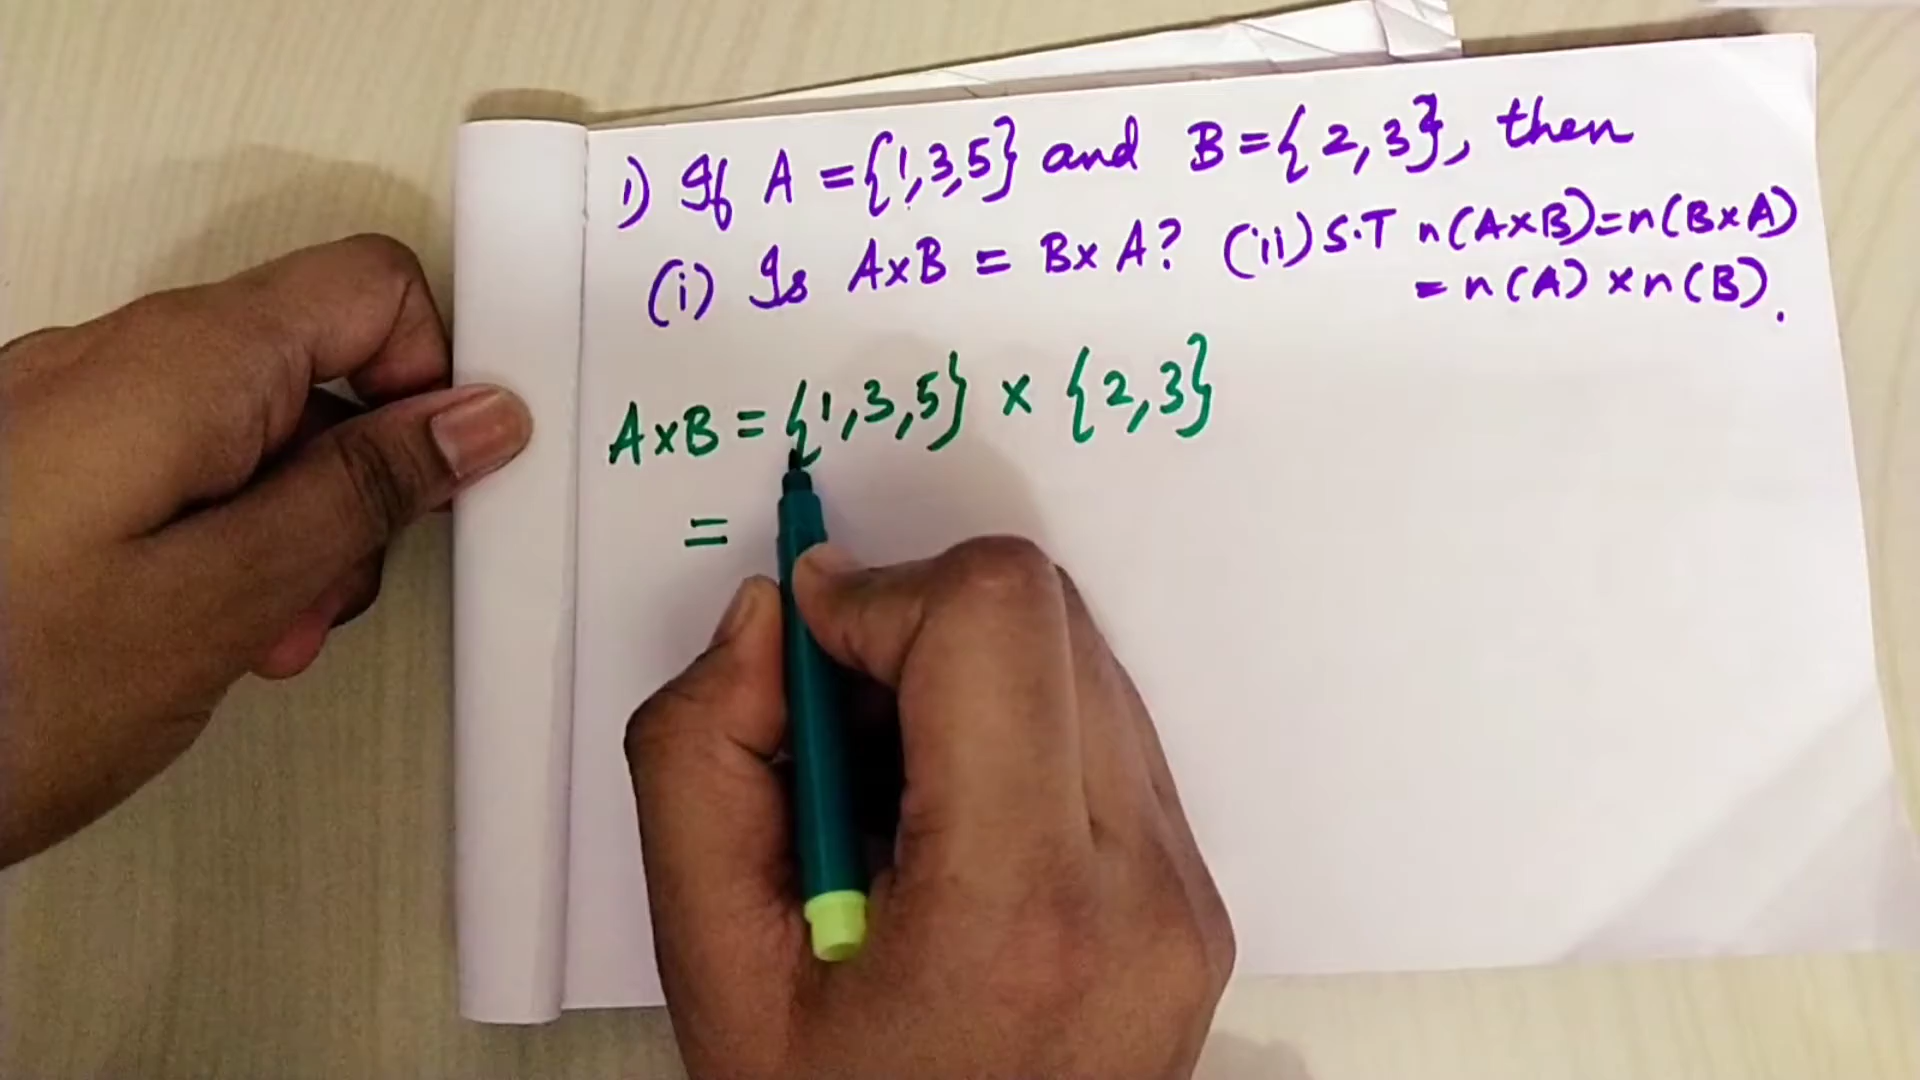 1) If A = {1,3,5} and B = {2,3}, then
(i) Is A×B = B×A? (ii) S.T n(A×B)=n(B×A)
= n(A) × n(B).
A×B = {1,3,5} × {2,3}
=